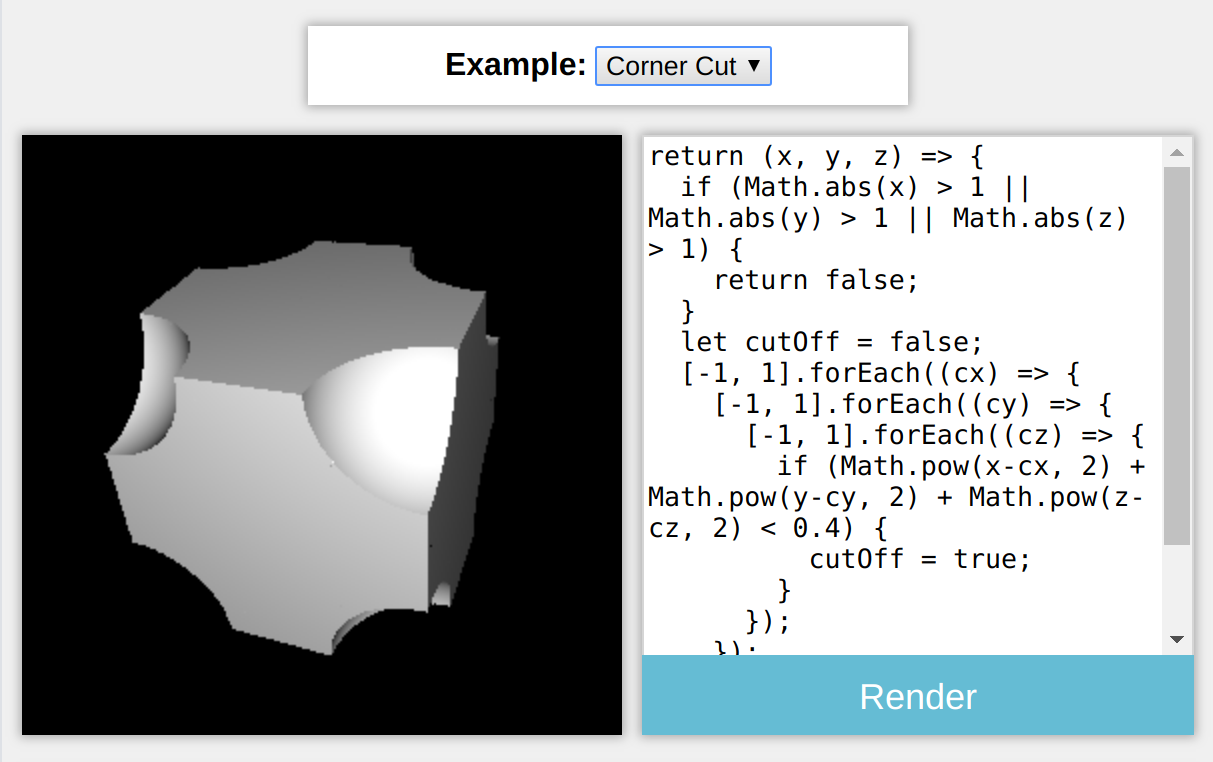 Example: Corner Cut ▼
return (x, y, z) => {
  if (Math.abs(x) > 1 ||
Math.abs(y) > 1 || Math.abs(z)
> 1) {
    return false;
  }
  let cutOff = false;
  [-1, 1].forEach((cx) => {
    [-1, 1].forEach((cy) => {
      [-1, 1].forEach((cz) => {
        if (Math.pow(x-cx, 2) +
Math.pow(y-cy, 2) + Math.pow(z-
cz, 2) < 0.4) {
          cutOff = true;
        }
      });
    });
Render